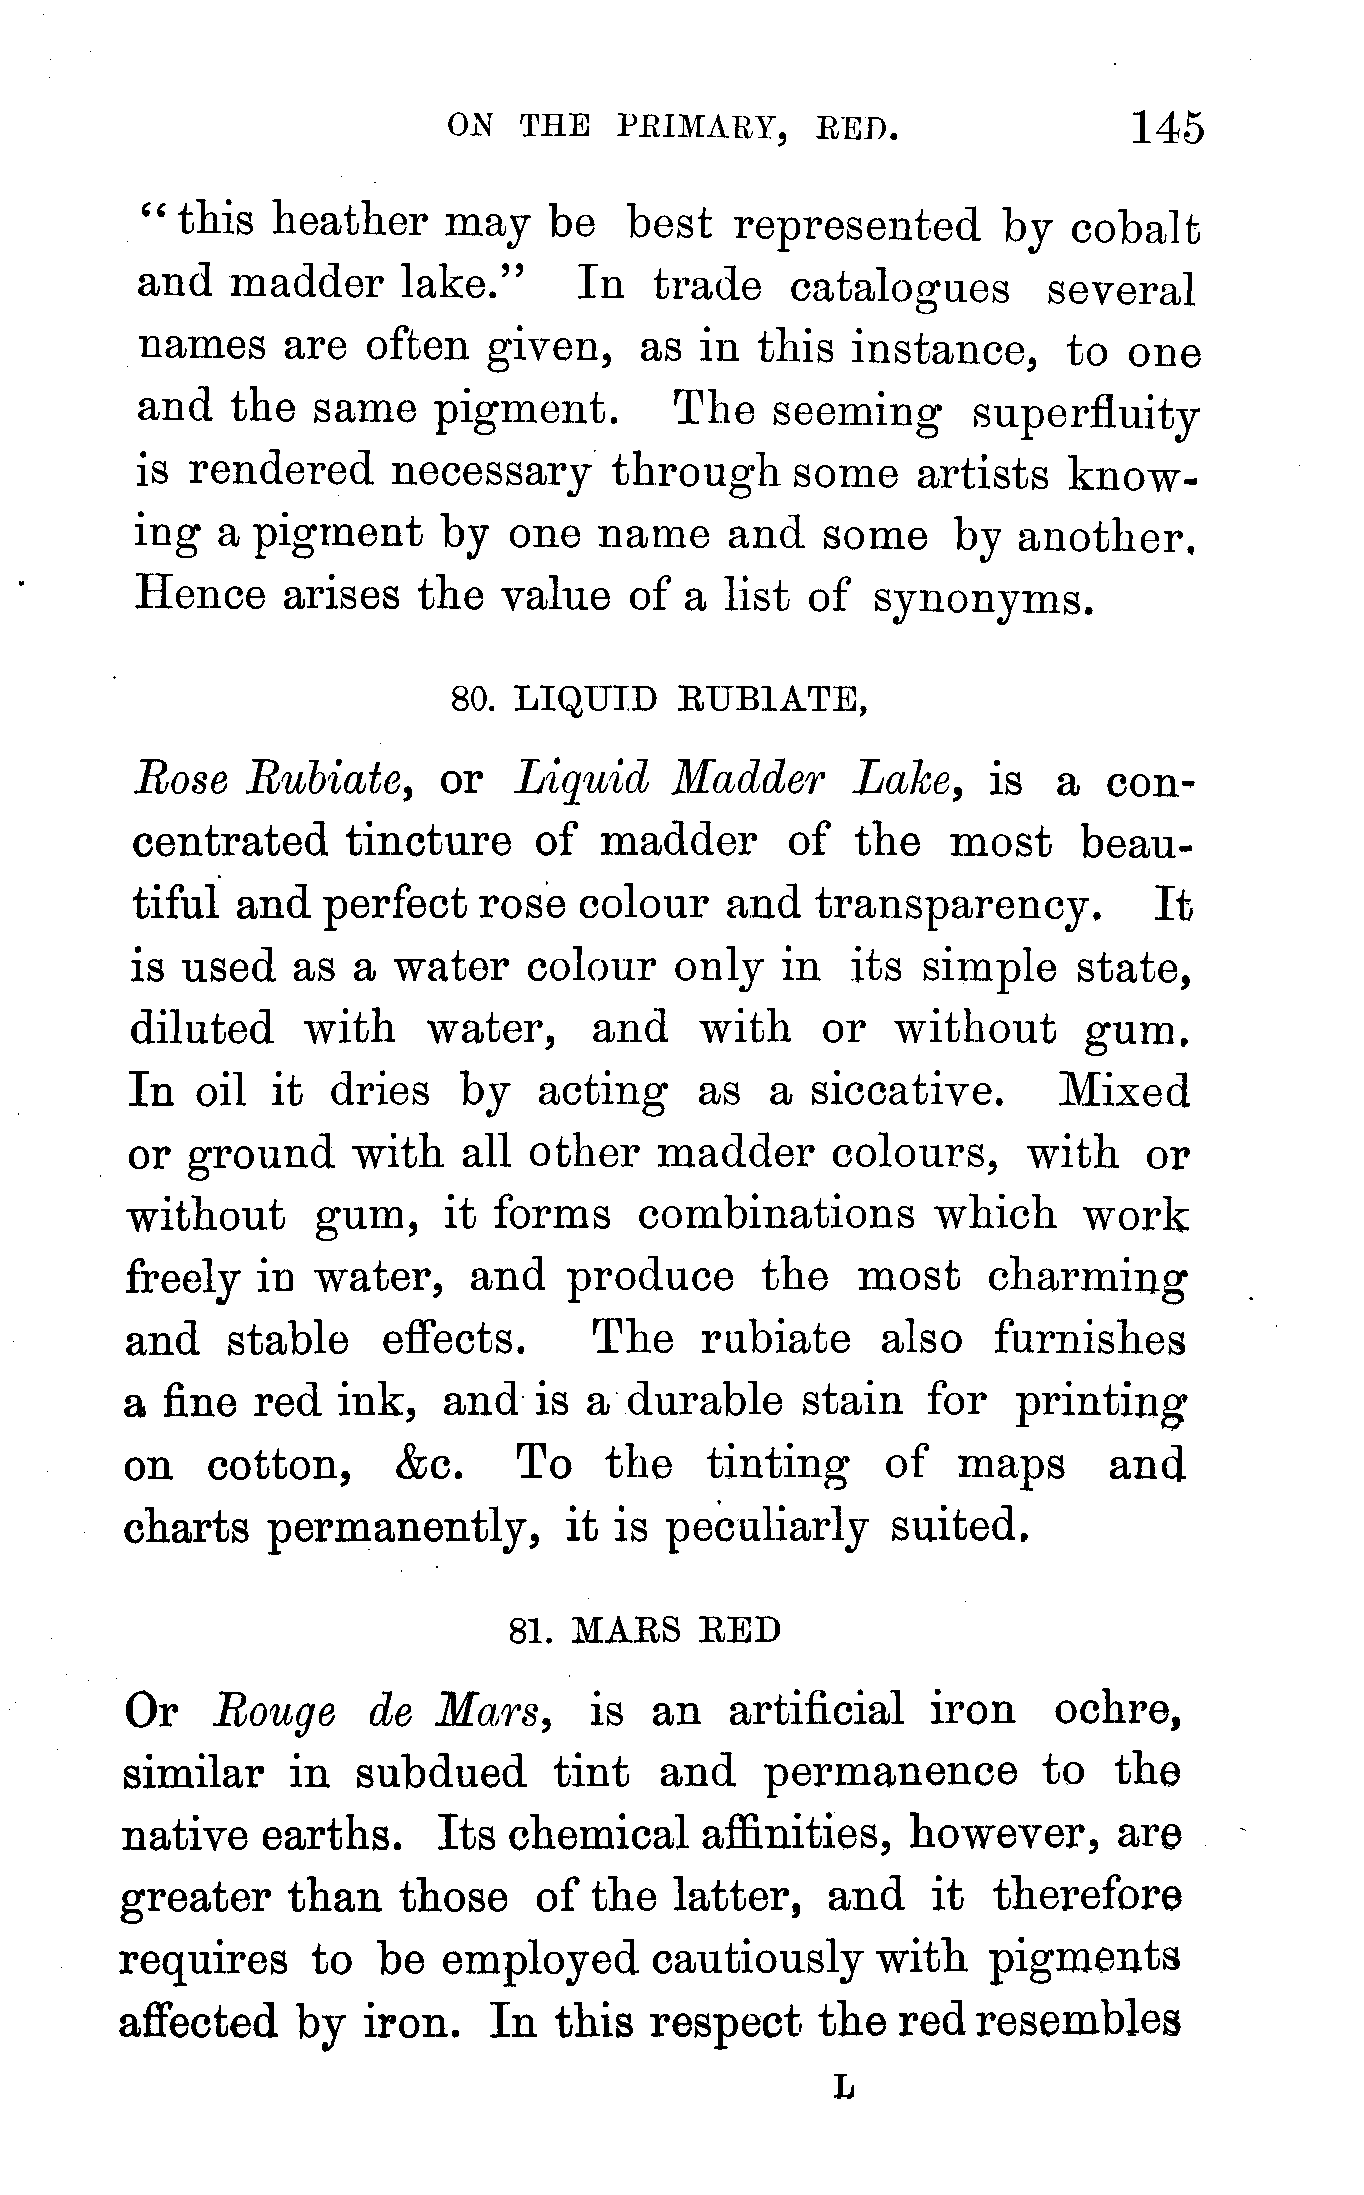 ON THE PRIMARY, RED. 145
“this heather may be best represented by cobalt
and madder lake.” In trade catalogues several
names are often given, as in this instance, to one
and the same pigment. The seeming superfluity
is rendered necessary through some artists know-
ing a pigment by one name and some by another.
Hence arises the value of a list of synonyms.
80. LIQUID RUBIATE,
Rose Rubiate, or Liquid Madder Lake, is a con-
centrated tincture of madder of the most beau-
tiful and perfect rose colour and transparency. It
is used as a water colour only in its simple state,
diluted with water, and with or without gum.
In oil it dries by acting as a siccative. Mixed
or ground with all other madder colours, with or
without gum, it forms combinations which work
freely in water, and produce the most charming
and stable effects. The rubiate also furnishes
a fine red ink, and is a durable stain for printing
on cotton, &c. To the tinting of maps and
charts permanently, it is peculiarly suited.
81. MARS RED
Or Rouge de Mars, is an artificial iron ochre,
similar in subdued tint and permanence to the
native earths. Its chemical affinities, however, are
greater than those of the latter, and it therefore
requires to be employed cautiously with pigments
affected by iron. In this respect the red resembles
L